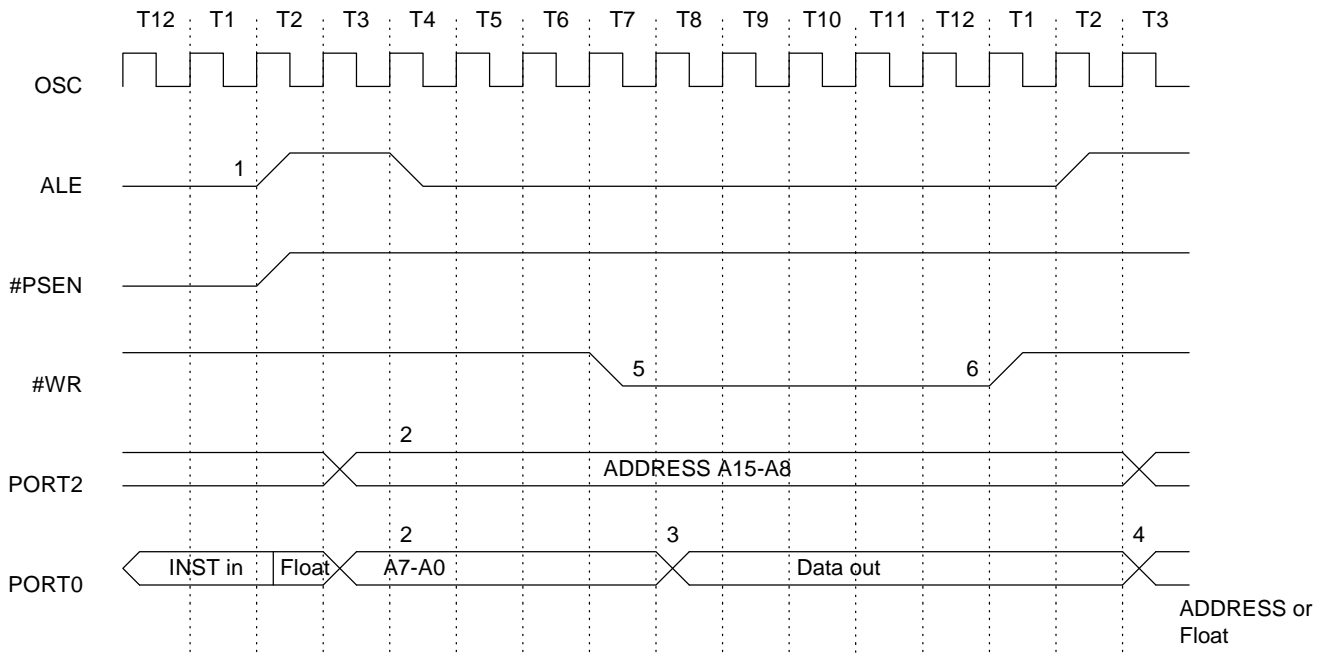 T12 T1 T2 T3 T4 T5 T6 T7 T8 T9 T10 T11 T12 T1 T2 T3
OSC
1
ALE
#PSEN
5 6
#WR
2
ADDRESS A15-A8
PORT2
2 3 4
INST in Float A7-A0 Data out
PORT0
ADDRESS or
Float